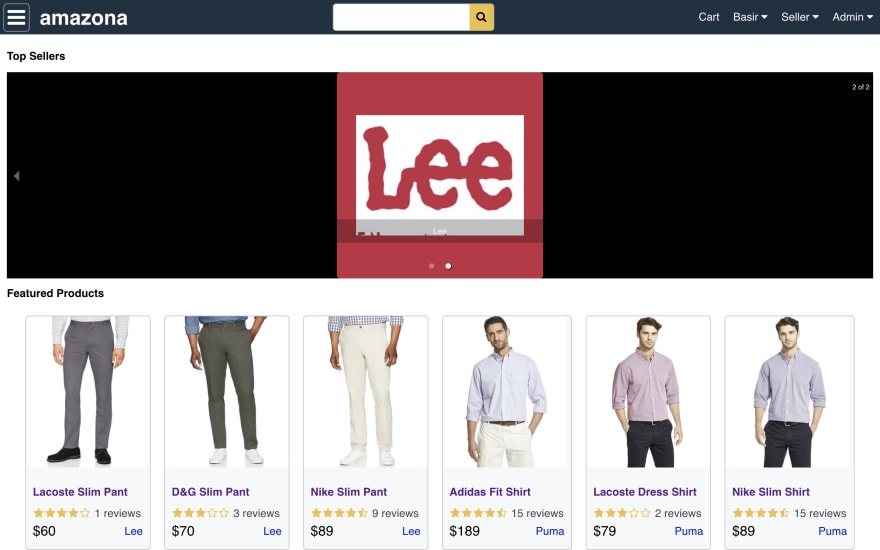 amazona
Cart Basir Seller Admin
Top Sellers
2 of 2
Lee
Lee
Featured Products
Lacoste Slim Pant
1 reviews
$60 Lee
D&G Slim Pant
3 reviews
$70 Lee
Nike Slim Pant
9 reviews
$89 Lee
Adidas Fit Shirt
15 reviews
$189 Puma
Lacoste Dress Shirt
2 reviews
$79 Puma
Nike Slim Shirt
15 reviews
$89 Puma